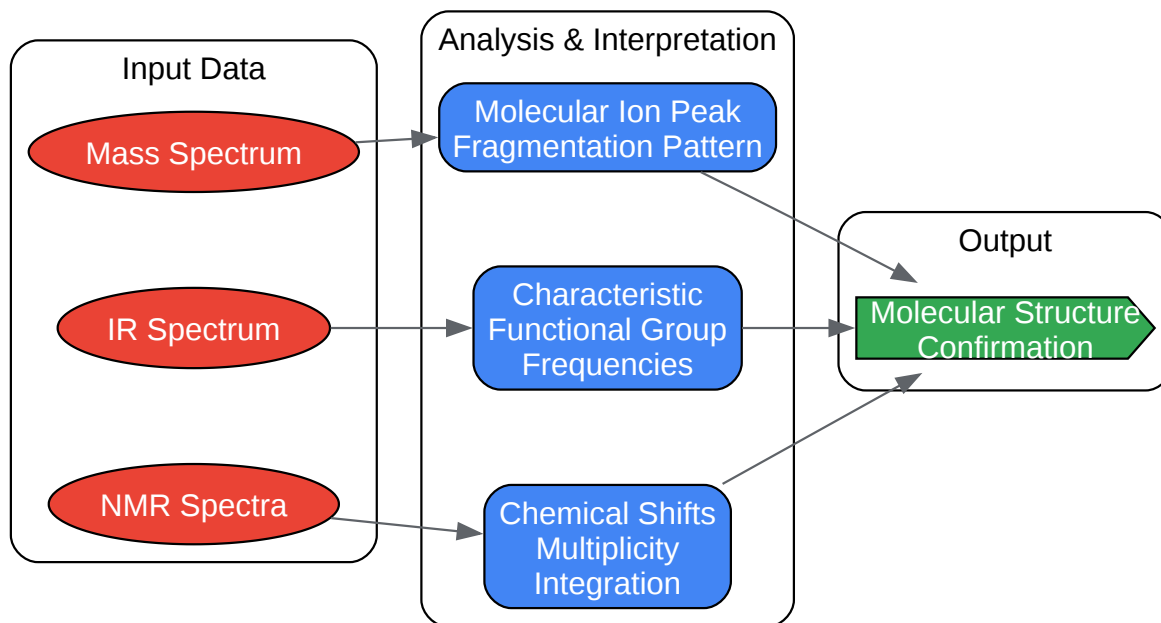 Input Data
Mass Spectrum
IR Spectrum
NMR Spectra
Analysis & Interpretation
Molecular Ion Peak
Fragmentation Pattern
Characteristic
Functional Group
Frequencies
Chemical Shifts
Multiplicity
Integration
Output
Molecular Structure
Confirmation